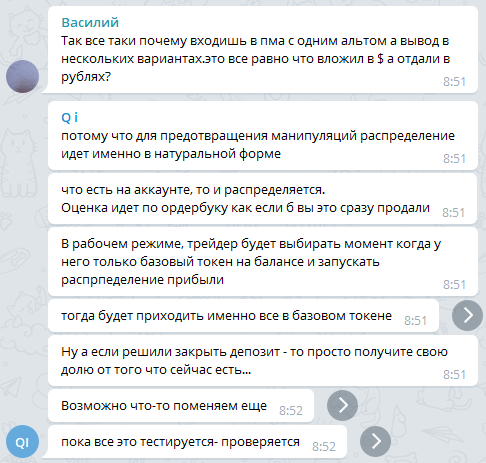 Василий
Так все таки почему входишь в пма с одним альтом а вывод в
нескольких вариантах.это все равно что вложил в $ а отдали в
рублях?
8:51
Q i
потому что для предотвращения манипуляций распределение
идет именно в натуральной форме
8:51
что есть на аккаунте, то и распределяется.
Оценка идет по ордербуку как если б вы это сразу продали
8:51
В рабочем режиме, трейдер будет выбирать момент когда у
него только базовый токен на балансе и запускать
распрпеделение прибыли
8:51
тогда будет приходить именно все в базовом токене
8:51
Ну а если решили закрыть депозит - то просто получите свою
долю от того что сейчас есть...
8:51
Возможно что-то поменяем еще
8:52
QI
пока все это тестируется- проверяется
8:52